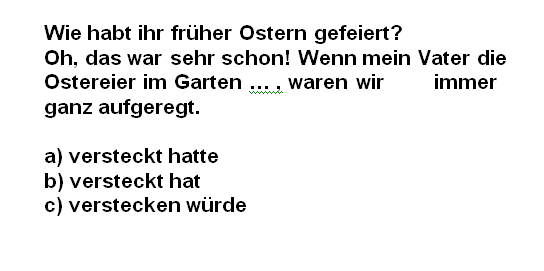 Wie habt ihr früher Ostern gefeiert?
Oh, das war sehr schon! Wenn mein Vater die
Ostereier im Garten ... , waren wir immer
ganz aufgeregt.
a) versteckt hatte
b) versteckt hat
c) verstecken würde